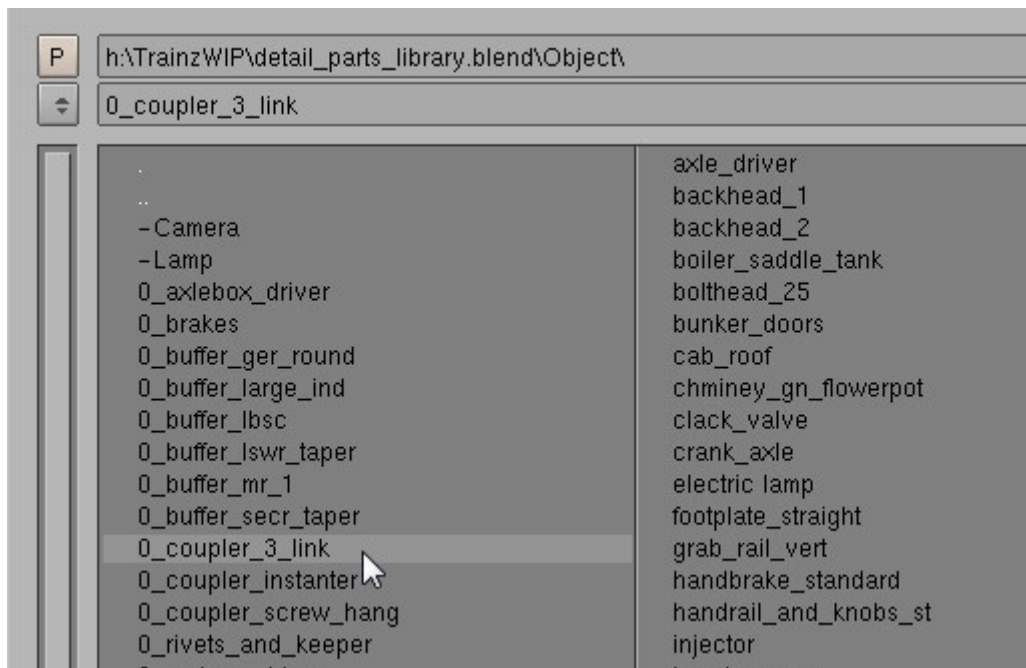 P
h:\TrainzWIP\detail_parts_library.blend\Object\
0_coupler_3_link
.
..
-Camera
-Lamp
0_axlebox_driver
0_brakes
0_buffer_ger_round
0_buffer_large_ind
0_buffer_lbsc
0_buffer_lswr_taper
0_buffer_mr_1
0_buffer_secr_taper
0_coupler_3_link
0_coupler_instanter
0_coupler_screw_hang
0_rivets_and_keeper
axle_driver
backhead_1
backhead_2
boiler_saddle_tank
bolthead_25
bunker_doors
cab_roof
chminey_gn_flowerpot
clack_valve
crank_axle
electric lamp
footplate_straight
grab_rail_vert
handbrake_standard
handrail_and_knobs_st
injector